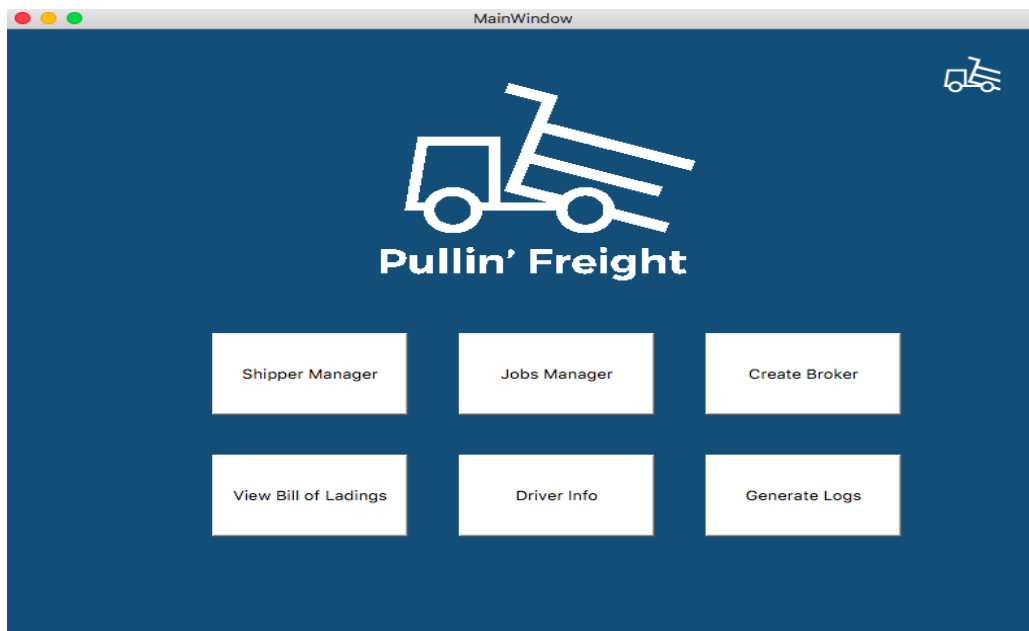 MainWindow
Pullin’ Freight
Shipper Manager
Jobs Manager
Create Broker
View Bill of Ladings
Driver Info
Generate Logs